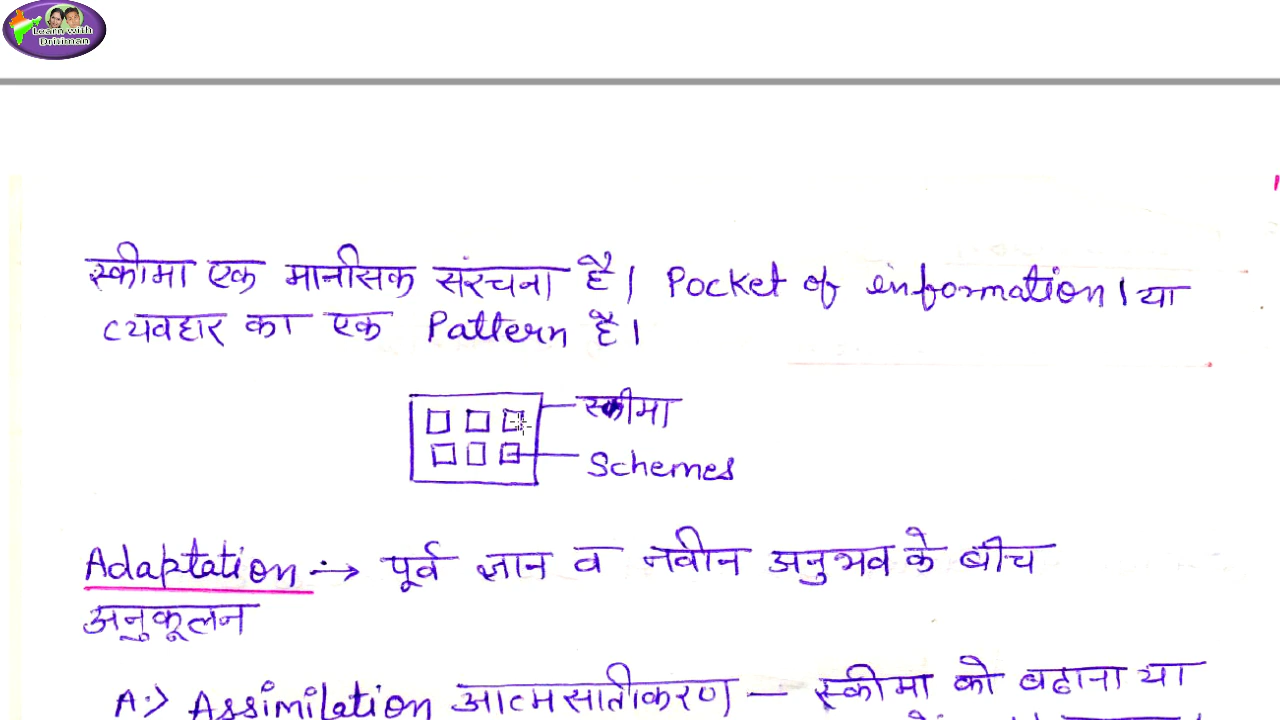 Learn with
Drisiman
स्कीमा एक मानसिक संरचना है। Pocket of information। या
व्यवहार का एक Pattern है।
स्कीमा
Schemes
Adaptation :→ पूर्व ज्ञान व नवीन अनुभव के बीच
अनुकूलन
A:> Assimilation आत्मसातीकरण — स्कीमा को बढाना या